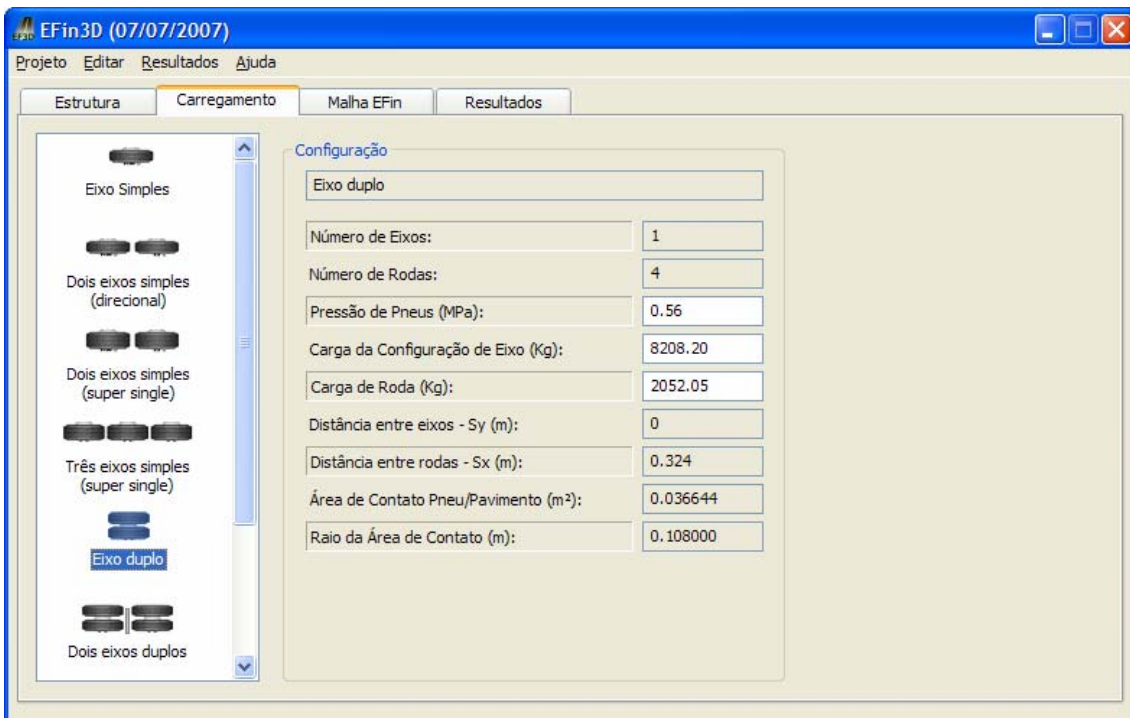 EFin3D (07/07/2007)
Projeto Editar Resultados Ajuda
Estrutura Carregamento Malha EFin Resultados
Eixo Simples
Dois eixos simples
(direcional)
Dois eixos simples
(super single)
Três eixos simples
(super single)
Eixo duplo
Dois eixos duplos
Configuração
Eixo duplo
Número de Eixos: 1
Número de Rodas: 4
Pressão de Pneus (MPa): 0.56
Carga da Configuração de Eixo (Kg): 8208.20
Carga de Roda (Kg): 2052.05
Distância entre eixos - Sy (m): 0
Distância entre rodas - Sx (m): 0.324
Área de Contato Pneu/Pavimento (m²): 0.036644
Raio da Área de Contato (m): 0.108000